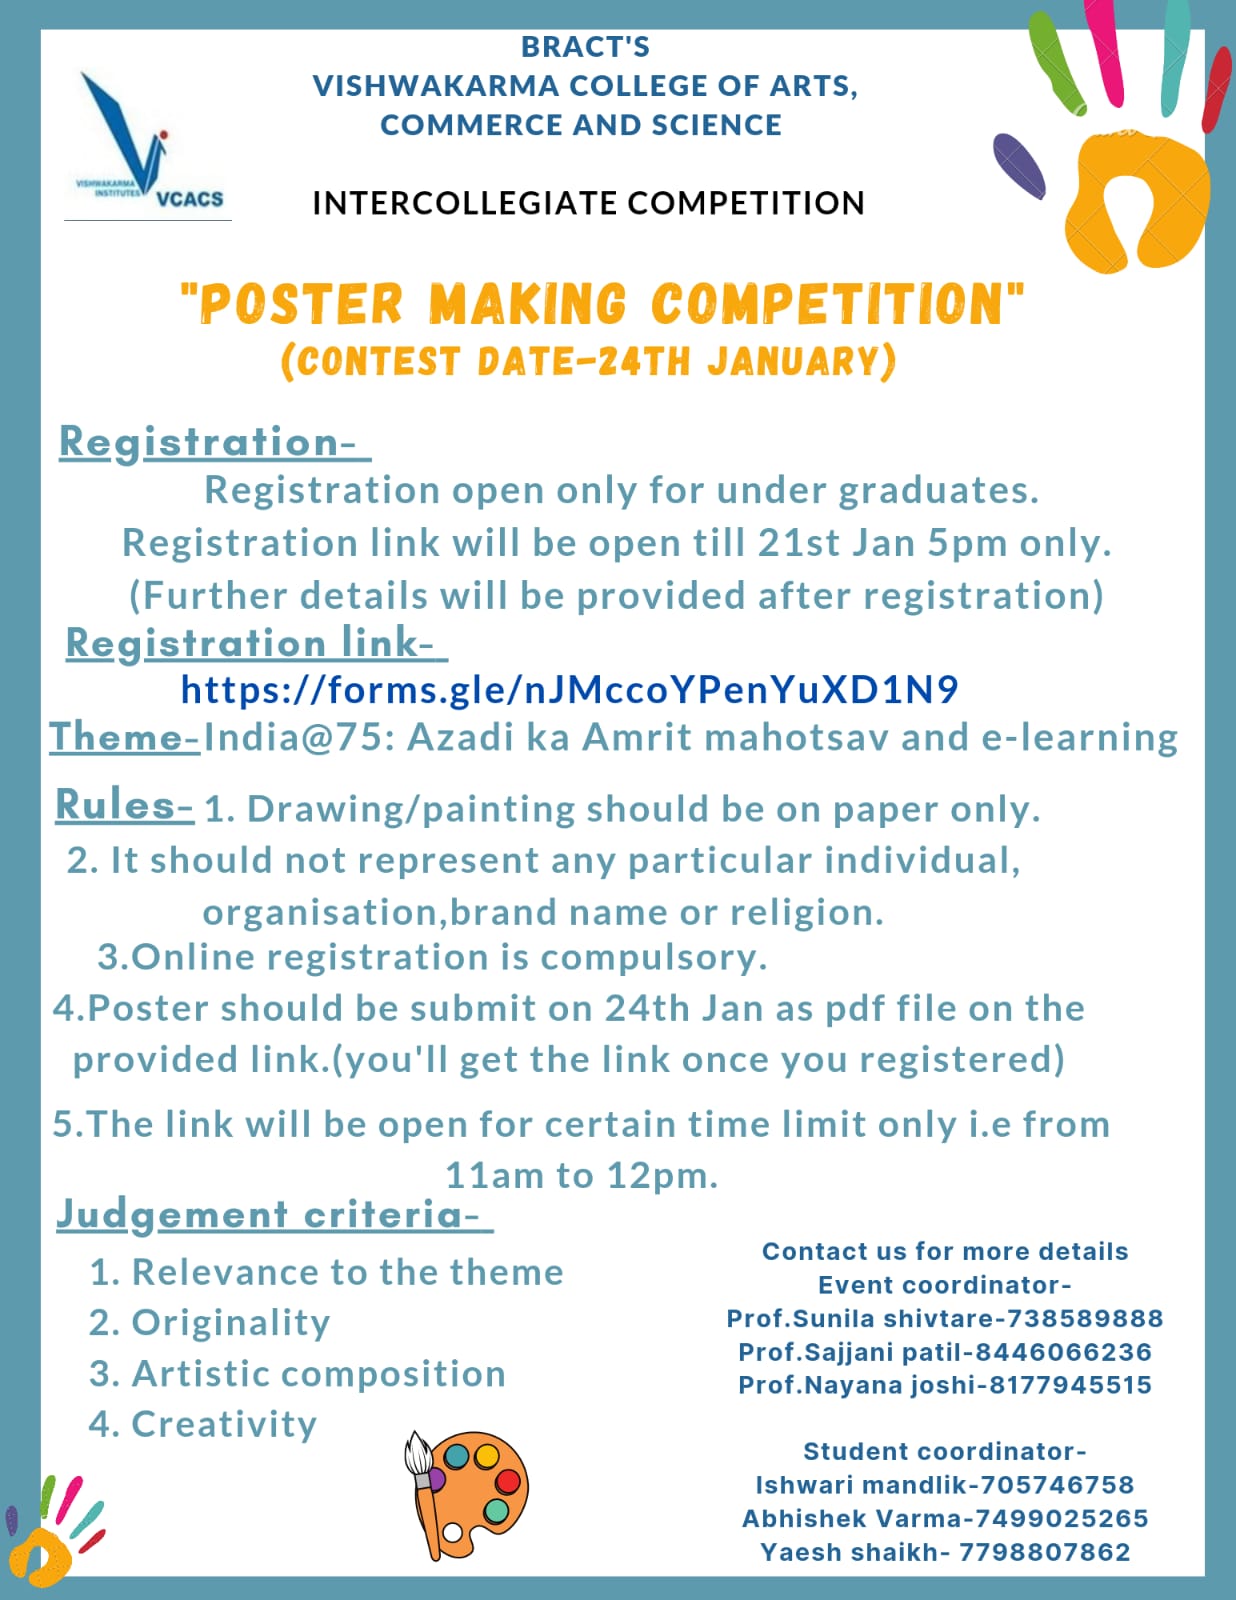 BRACT'S
VISHWAKARMA COLLEGE OF ARTS,
COMMERCE AND SCIENCE
VISHWAKARMA
INSTITUTES
VCACS
INTERCOLLEGIATE COMPETITION
"POSTER MAKING COMPETITION"
(CONTEST DATE-24TH JANUARY)
Registration-
Registration open only for under graduates.
Registration link will be open till 21st Jan 5pm only.
(Further details will be provided after registration)
Registration link-
https://forms.gle/nJMccoYPenYuXD1N9
Theme-India@75: Azadi ka Amrit mahotsav and e-learning
Rules- 1. Drawing/painting should be on paper only.
2. It should not represent any particular individual,
organisation,brand name or religion.
3.Online registration is compulsory.
4.Poster should be submit on 24th Jan as pdf file on the
provided link.(you'll get the link once you registered)
5.The link will be open for certain time limit only i.e from
11am to 12pm.
Judgement criteria-
1. Relevance to the theme
2. Originality
3. Artistic composition
4. Creativity
Contact us for more details
Event coordinator-
Prof.Sunila shivtare-738589888
Prof.Sajjani patil-8446066236
Prof.Nayana joshi-8177945515
Student coordinator-
Ishwari mandlik-705746758
Abhishek Varma-7499025265
Yaesh shaikh- 7798807862